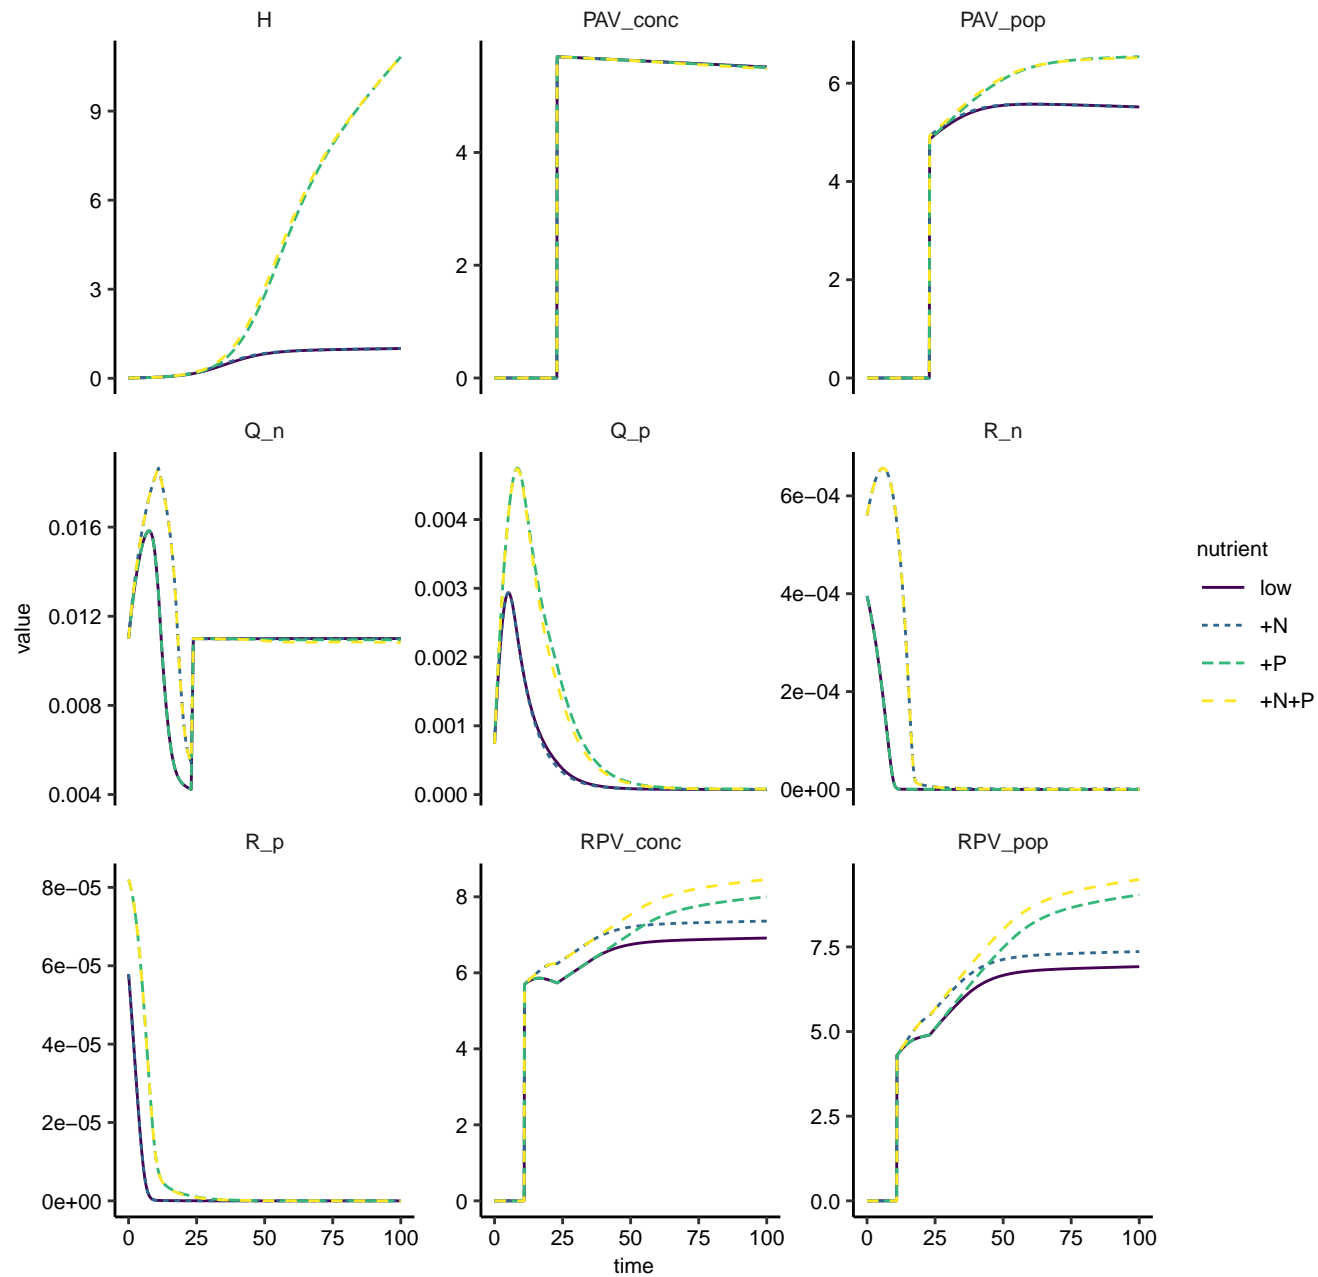 H
PAV_conc
PAV_pop
9
6
3
0
4
2
0
6
4
2
0
Q_n
Q_p
R_n
0.016
0.012
0.008
0.004
0.004
0.003
0.002
0.001
0.000
6e−04
4e−04
2e−04
0e+00
value
nutrient
low
+N
+P
+N+P
R_p
RPV_conc
RPV_pop
8e−05
6e−05
4e−05
2e−05
0e+00
8
6
4
2
0
7.5
5.0
2.5
0.0
0 25 50 75 100
0 25 50 75 100
0 25 50 75 100
time